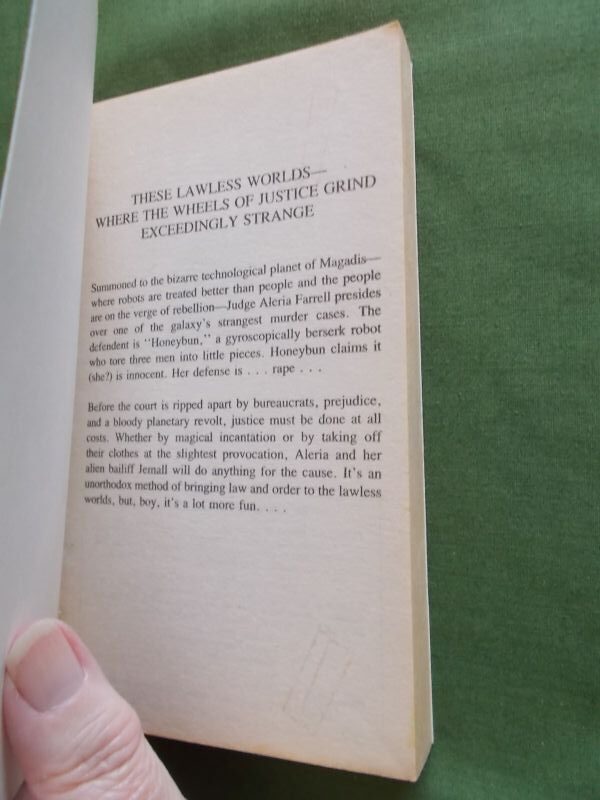 THESE LAWLESS WORLDS—
WHERE THE WHEELS OF JUSTICE GRIND
EXCEEDINGLY STRANGE
Summoned to the bizarre technological planet of Magadis—
where robots are treated better than people and the people
are on the verge of rebellion—Judge Aleria Farrell presides
over one of the galaxy's strangest murder cases. The
defendent is "Honeybun," a gyroscopically berserk robot
who tore three men into little pieces. Honeybun claims it
(she?) is innocent. Her defense is . . . rape . . .
Before the court is ripped apart by bureaucrats, prejudice,
and a bloody planetary revolt, justice must be done at all
costs. Whether by magical incantation or by taking off
their clothes at the slightest provocation, Aleria and her
alien bailiff Jemall will do anything for the cause. It's an
unorthodox method of bringing law and order to the lawless
worlds, but, boy, it's a lot more fun. . . .